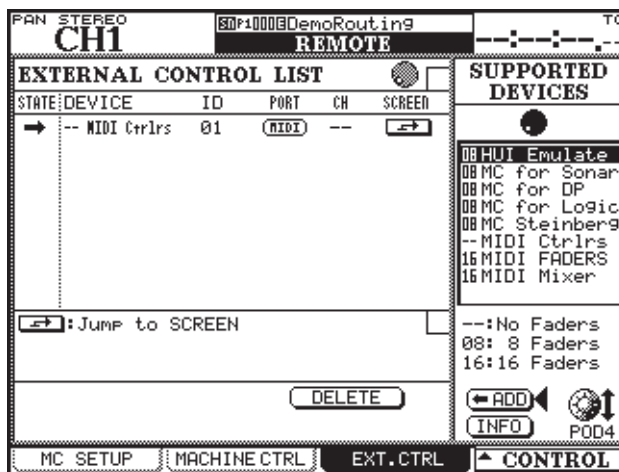 PAN STEREO
CH1
P1000 DemoRouting
REMOTE
TC
--:--:--.--
EXTERNAL CONTROL LIST
STATE DEVICE ID PORT CH SCREEN
-- MIDI Ctrlrs 01 MIDI --
:Jump to SCREEN
DELETE
SUPPORTED
DEVICES
08 HUI Emulate
08 MC for Sonar
08 MC for DP
08 MC for Logic
08 MC Steinberg
-- MIDI Ctrlrs
16 MIDI FADERS
16 MIDI Mixer
--:No Faders
08: 8 Faders
16:16 Faders
ADD
INFO
POD4
MC SETUP MACHINE CTRL EXT.CTRL CONTROL